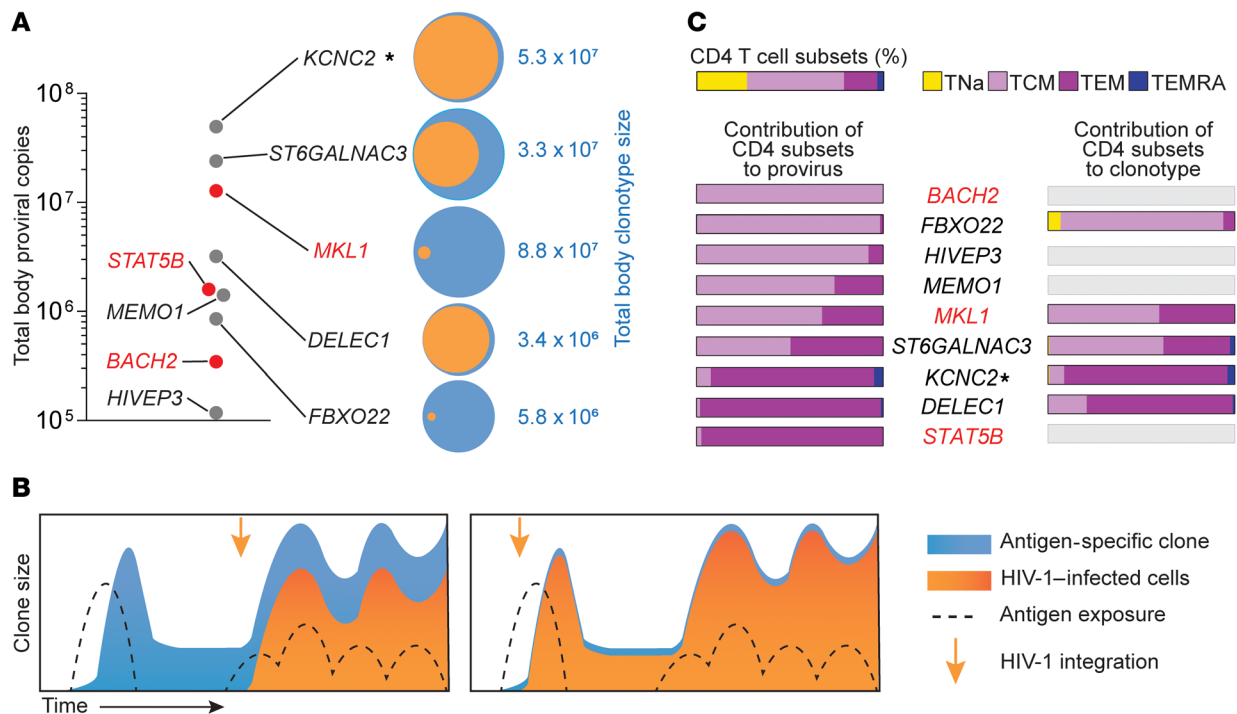 A
Total body proviral copies
10⁸
10⁷
10⁶
10⁵
KCNC2 *
ST6GALNAC3
MKL1
STAT5B
MEMO1
DELEC1
BACH2
HIVEP3
FBXO22
5.3 x 10⁷
3.3 x 10⁷
8.8 x 10⁷
3.4 x 10⁶
5.8 x 10⁶
Total body clonotype size
C
CD4 T cell subsets (%)
TNa TCM TEM TEMRA
Contribution of
CD4 subsets
to provirus
Contribution of
CD4 subsets
to clonotype
BACH2
FBXO22
HIVEP3
MEMO1
MKL1
ST6GALNAC3
KCNC2*
DELEC1
STAT5B
B
Clone size
Time
Antigen-specific clone
HIV-1–infected cells
Antigen exposure
HIV-1 integration